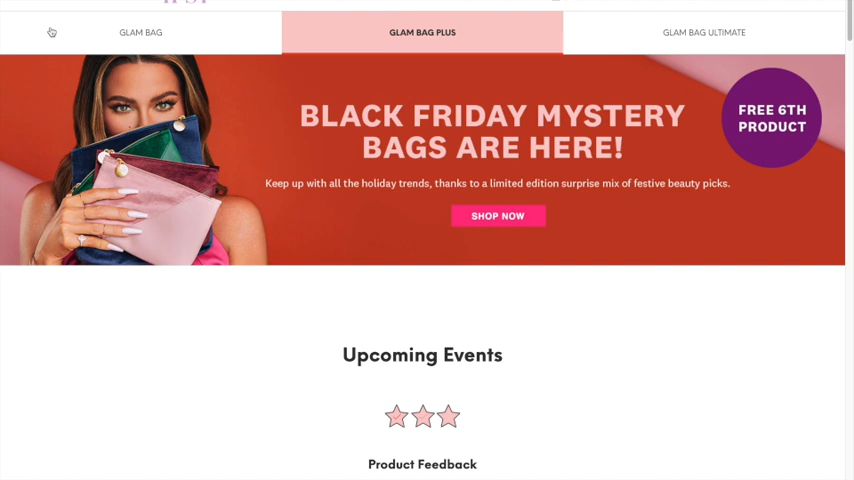 GLAM BAG
GLAM BAG PLUS
GLAM BAG ULTIMATE
BLACK FRIDAY MYSTERY
BAGS ARE HERE!
FREE 6TH
PRODUCT
Keep up with all the holiday trends, thanks to a limited edition surprise mix of festive beauty picks.
SHOP NOW
Upcoming Events
Product Feedback